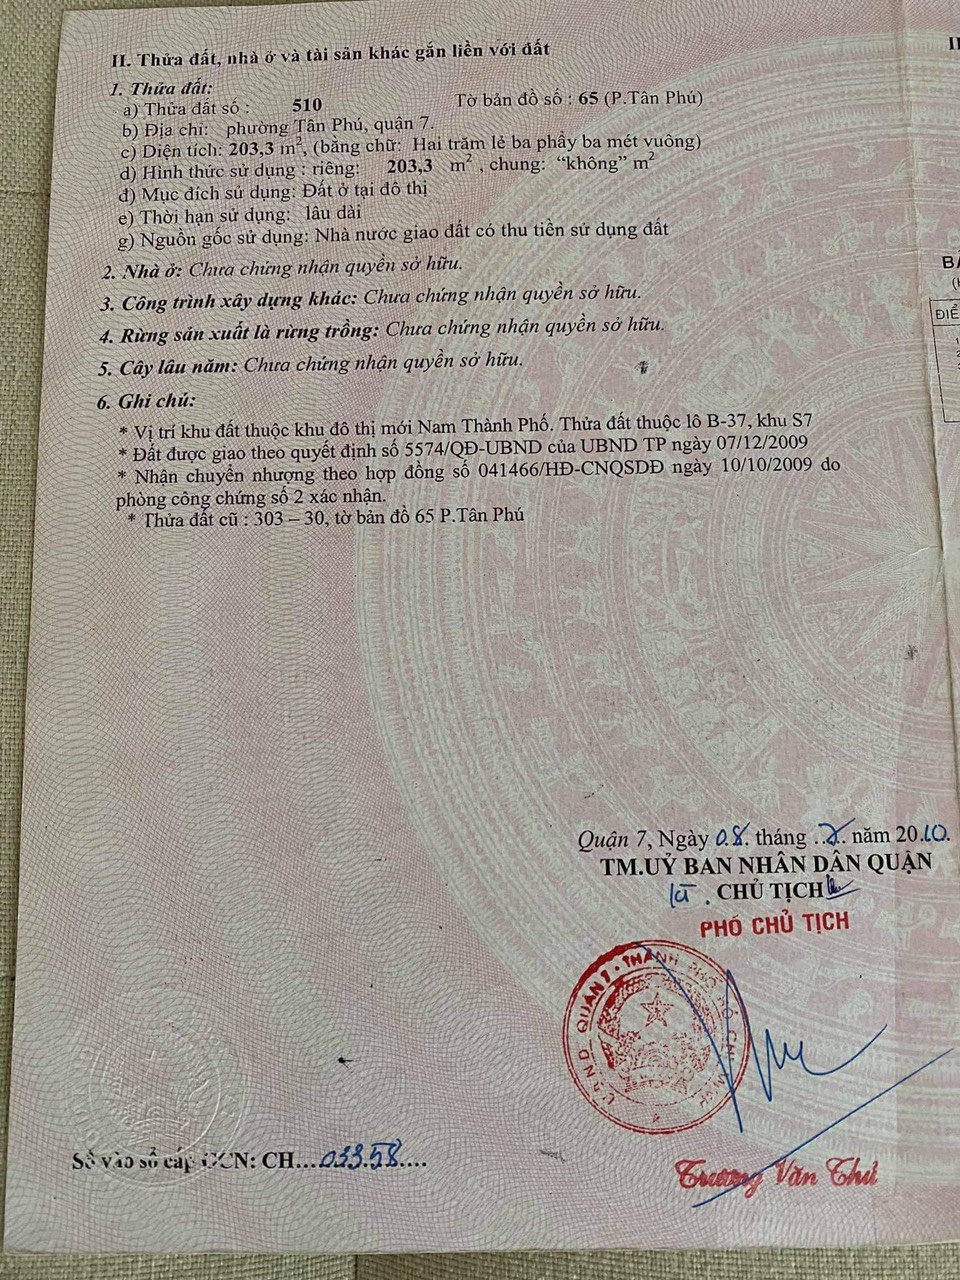 II. Thửa đất, nhà ở và tài sản khác gắn liền với đất
1. Thửa đất:
a) Thửa đất số : 510 Tờ bản đồ số : 65 (P.Tân Phú)
b) Địa chỉ: phường Tân Phú, quận 7.
c) Diện tích: 203,3 m2, (bằng chữ: Hai trăm lẻ ba phẩy ba mét vuông)
d) Hình thức sử dụng : riêng: 203,3 m2 , chung: “không” m2
đ) Mục đích sử dụng: Đất ở tại đô thị
e) Thời hạn sử dụng: lâu dài
g) Nguồn gốc sử dụng: Nhà nước giao đất có thu tiền sử dụng đất
2. Nhà ở: Chưa chứng nhận quyền sở hữu.
3. Công trình xây dựng khác: Chưa chứng nhận quyền sở hữu.
4. Rừng sản xuất là rừng trồng: Chưa chứng nhận quyền sở hữu.
5. Cây lâu năm: Chưa chứng nhận quyền sở hữu.
6. Ghi chú:
* Vị trí khu đất thuộc khu đô thị mới Nam Thành Phố. Thửa đất thuộc lô B-37, khu S7
* Đất được giao theo quyết định số 5574/QĐ-UBND của UBND TP ngày 07/12/2009
* Nhận chuyển nhượng theo hợp đồng số 041466/HĐ-CNQSDĐ ngày 10/10/2009 do
phòng công chứng số 2 xác nhận.
* Thửa đất cũ : 303 – 30, tờ bản đồ 65 P.Tân Phú
Quận 7, Ngày 08. tháng ..2.. năm 2010.
TM.UỶ BAN NHÂN DÂN QUẬN
KT . CHỦ TỊCH
PHÓ CHỦ TỊCH
U.B.N.D QUẬN 7 * THÀNH PHỐ HỒ CHÍ MINH
Trương Văn Thủ
Số vào sổ cấp GCN: CH....03358....
ĐIỂ